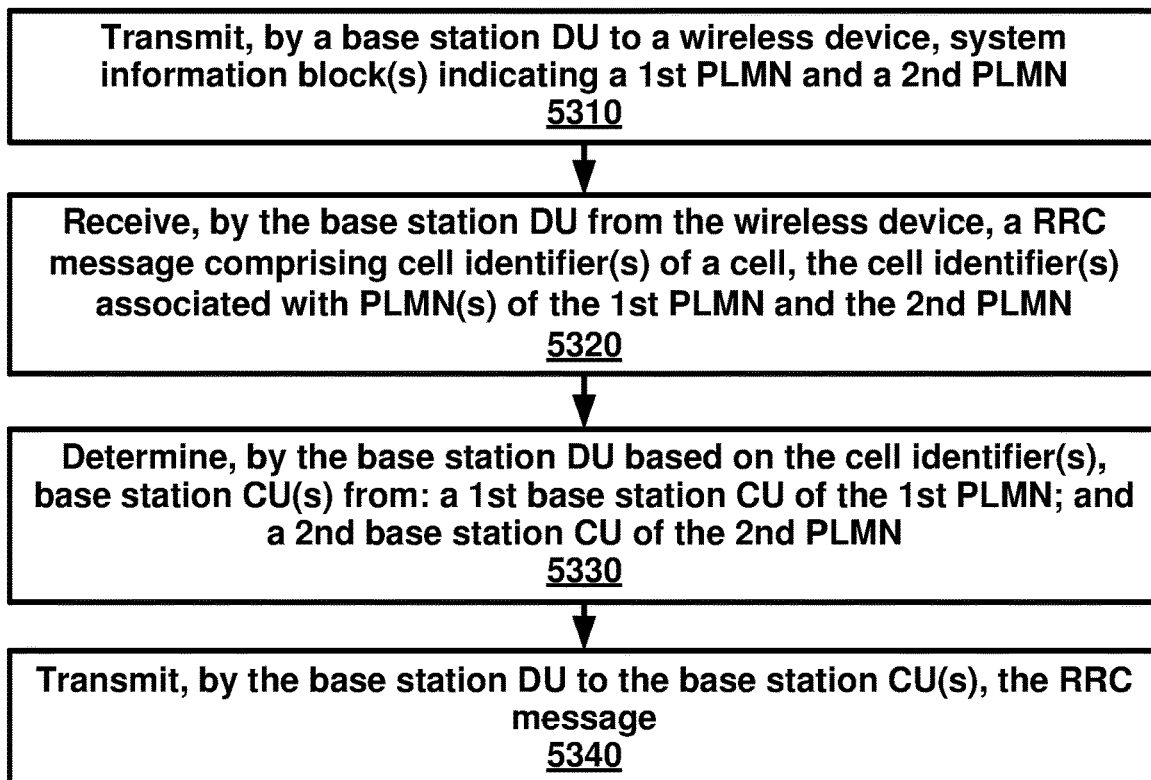 Transmit, by a base station DU to a wireless device, system
information block(s) indicating a 1st PLMN and a 2nd PLMN
5310
Receive, by the base station DU from the wireless device, a RRC
message comprising cell identifier(s) of a cell, the cell identifier(s)
associated with PLMN(s) of the 1st PLMN and the 2nd PLMN
5320
Determine, by the base station DU based on the cell identifier(s),
base station CU(s) from: a 1st base station CU of the 1st PLMN; and
a 2nd base station CU of the 2nd PLMN
5330
Transmit, by the base station DU to the base station CU(s), the RRC
message
5340